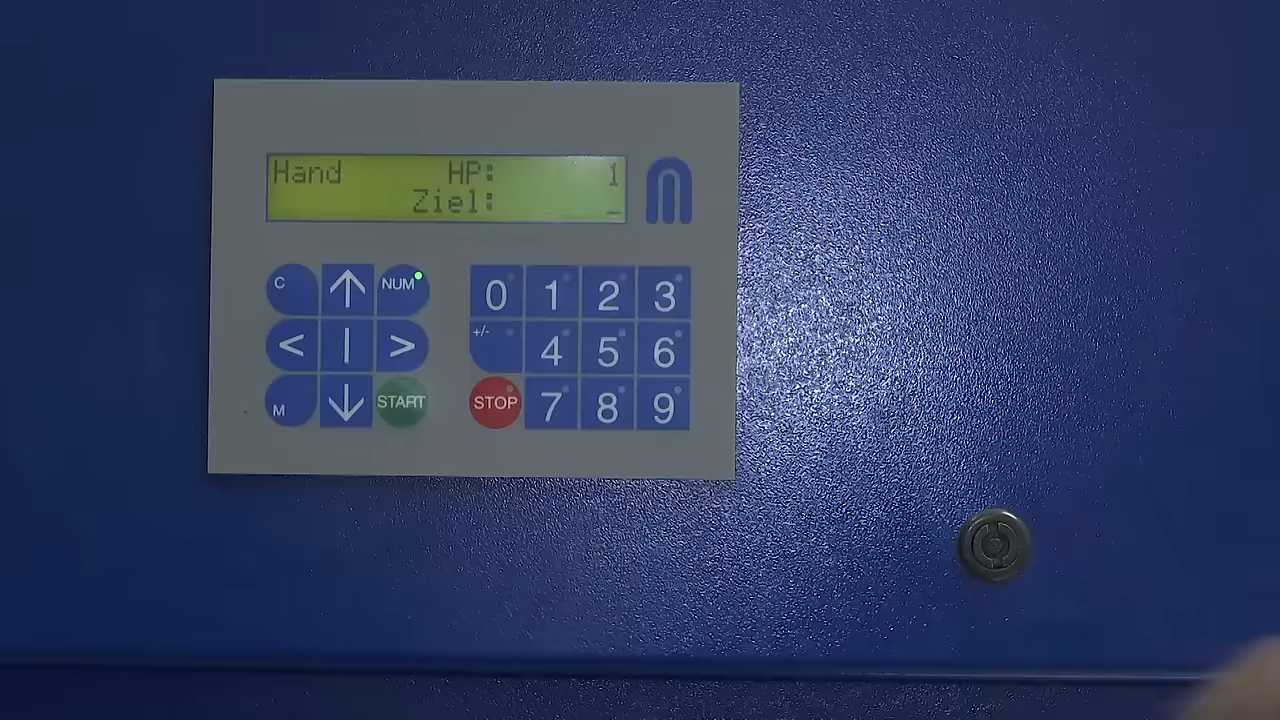 Hand HP: 1
Ziel: _
C ↑ NUM 0 1 2 3
< | > +/- 4 5 6
M ↓ START STOP 7 8 9